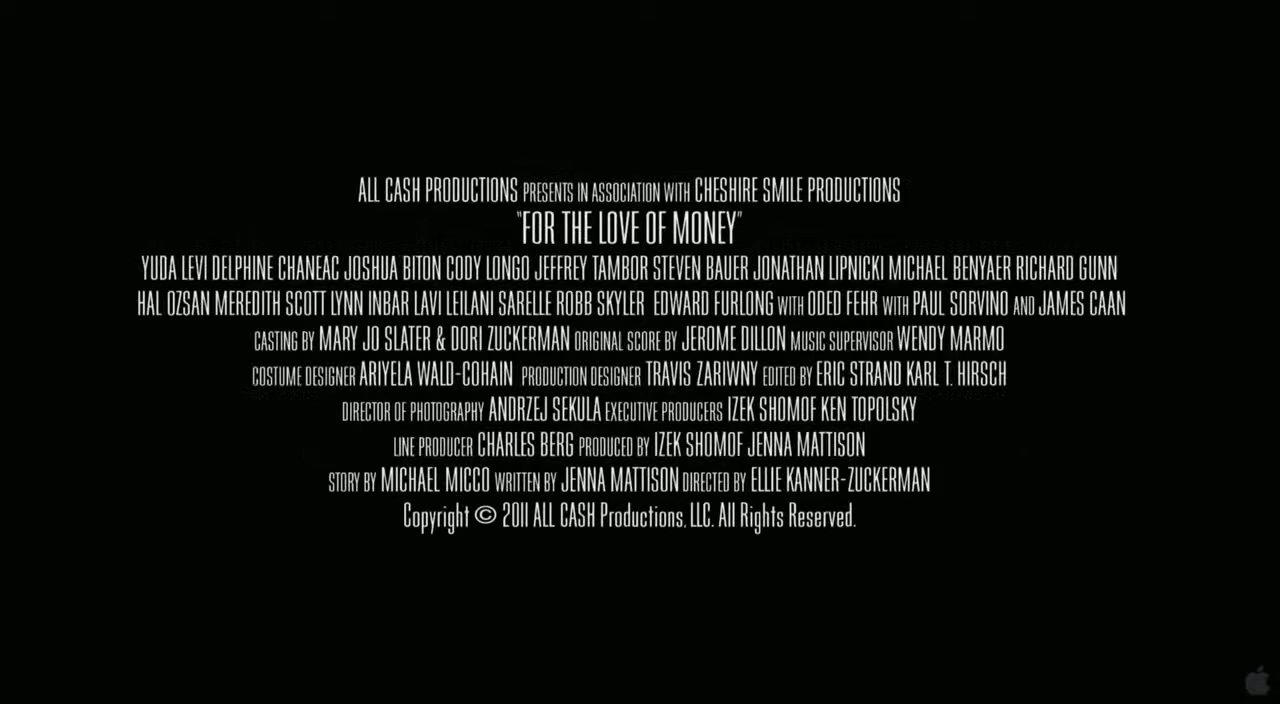 ALL CASH PRODUCTIONS PRESENTS IN ASSOCIATION WITH CHESHIRE SMILE PRODUCTIONS
"FOR THE LOVE OF MONEY"
YUDA LEVI DELPHINE CHANEAC JOSHUA BITON CODY LONGO JEFFREY TAMBOR STEVEN BAUER JONATHAN LIPNICKI MICHAEL BENYAER RICHARD GUNN
HAL OZSAN MEREDITH SCOTT LYNN INBAR LAVI LEILANI SARELLE ROBB SKYLER EDWARD FURLONG WITH ODED FEHR WITH PAUL SORVINO AND JAMES CAAN
CASTING BY MARY JO SLATER & DORI ZUCKERMAN ORIGINAL SCORE BY JEROME DILLON MUSIC SUPERVISOR WENDY MARMO
COSTUME DESIGNER ARIYELA WALD-COHAIN PRODUCTION DESIGNER TRAVIS ZARIWNY EDITED BY ERIC STRAND KARL T. HIRSCH
DIRECTOR OF PHOTOGRAPHY ANDRZEJ SEKULA EXECUTIVE PRODUCERS IZEK SHOMOF KEN TOPOLSKY
LINE PRODUCER CHARLES BERG PRODUCED BY IZEK SHOMOF JENNA MATTISON
STORY BY MICHAEL MICCO WRITTEN BY JENNA MATTISON DIRECTED BY ELLIE KANNER-ZUCKERMAN
Copyright © 2011 ALL CASH Productions, LLC. All Rights Reserved.